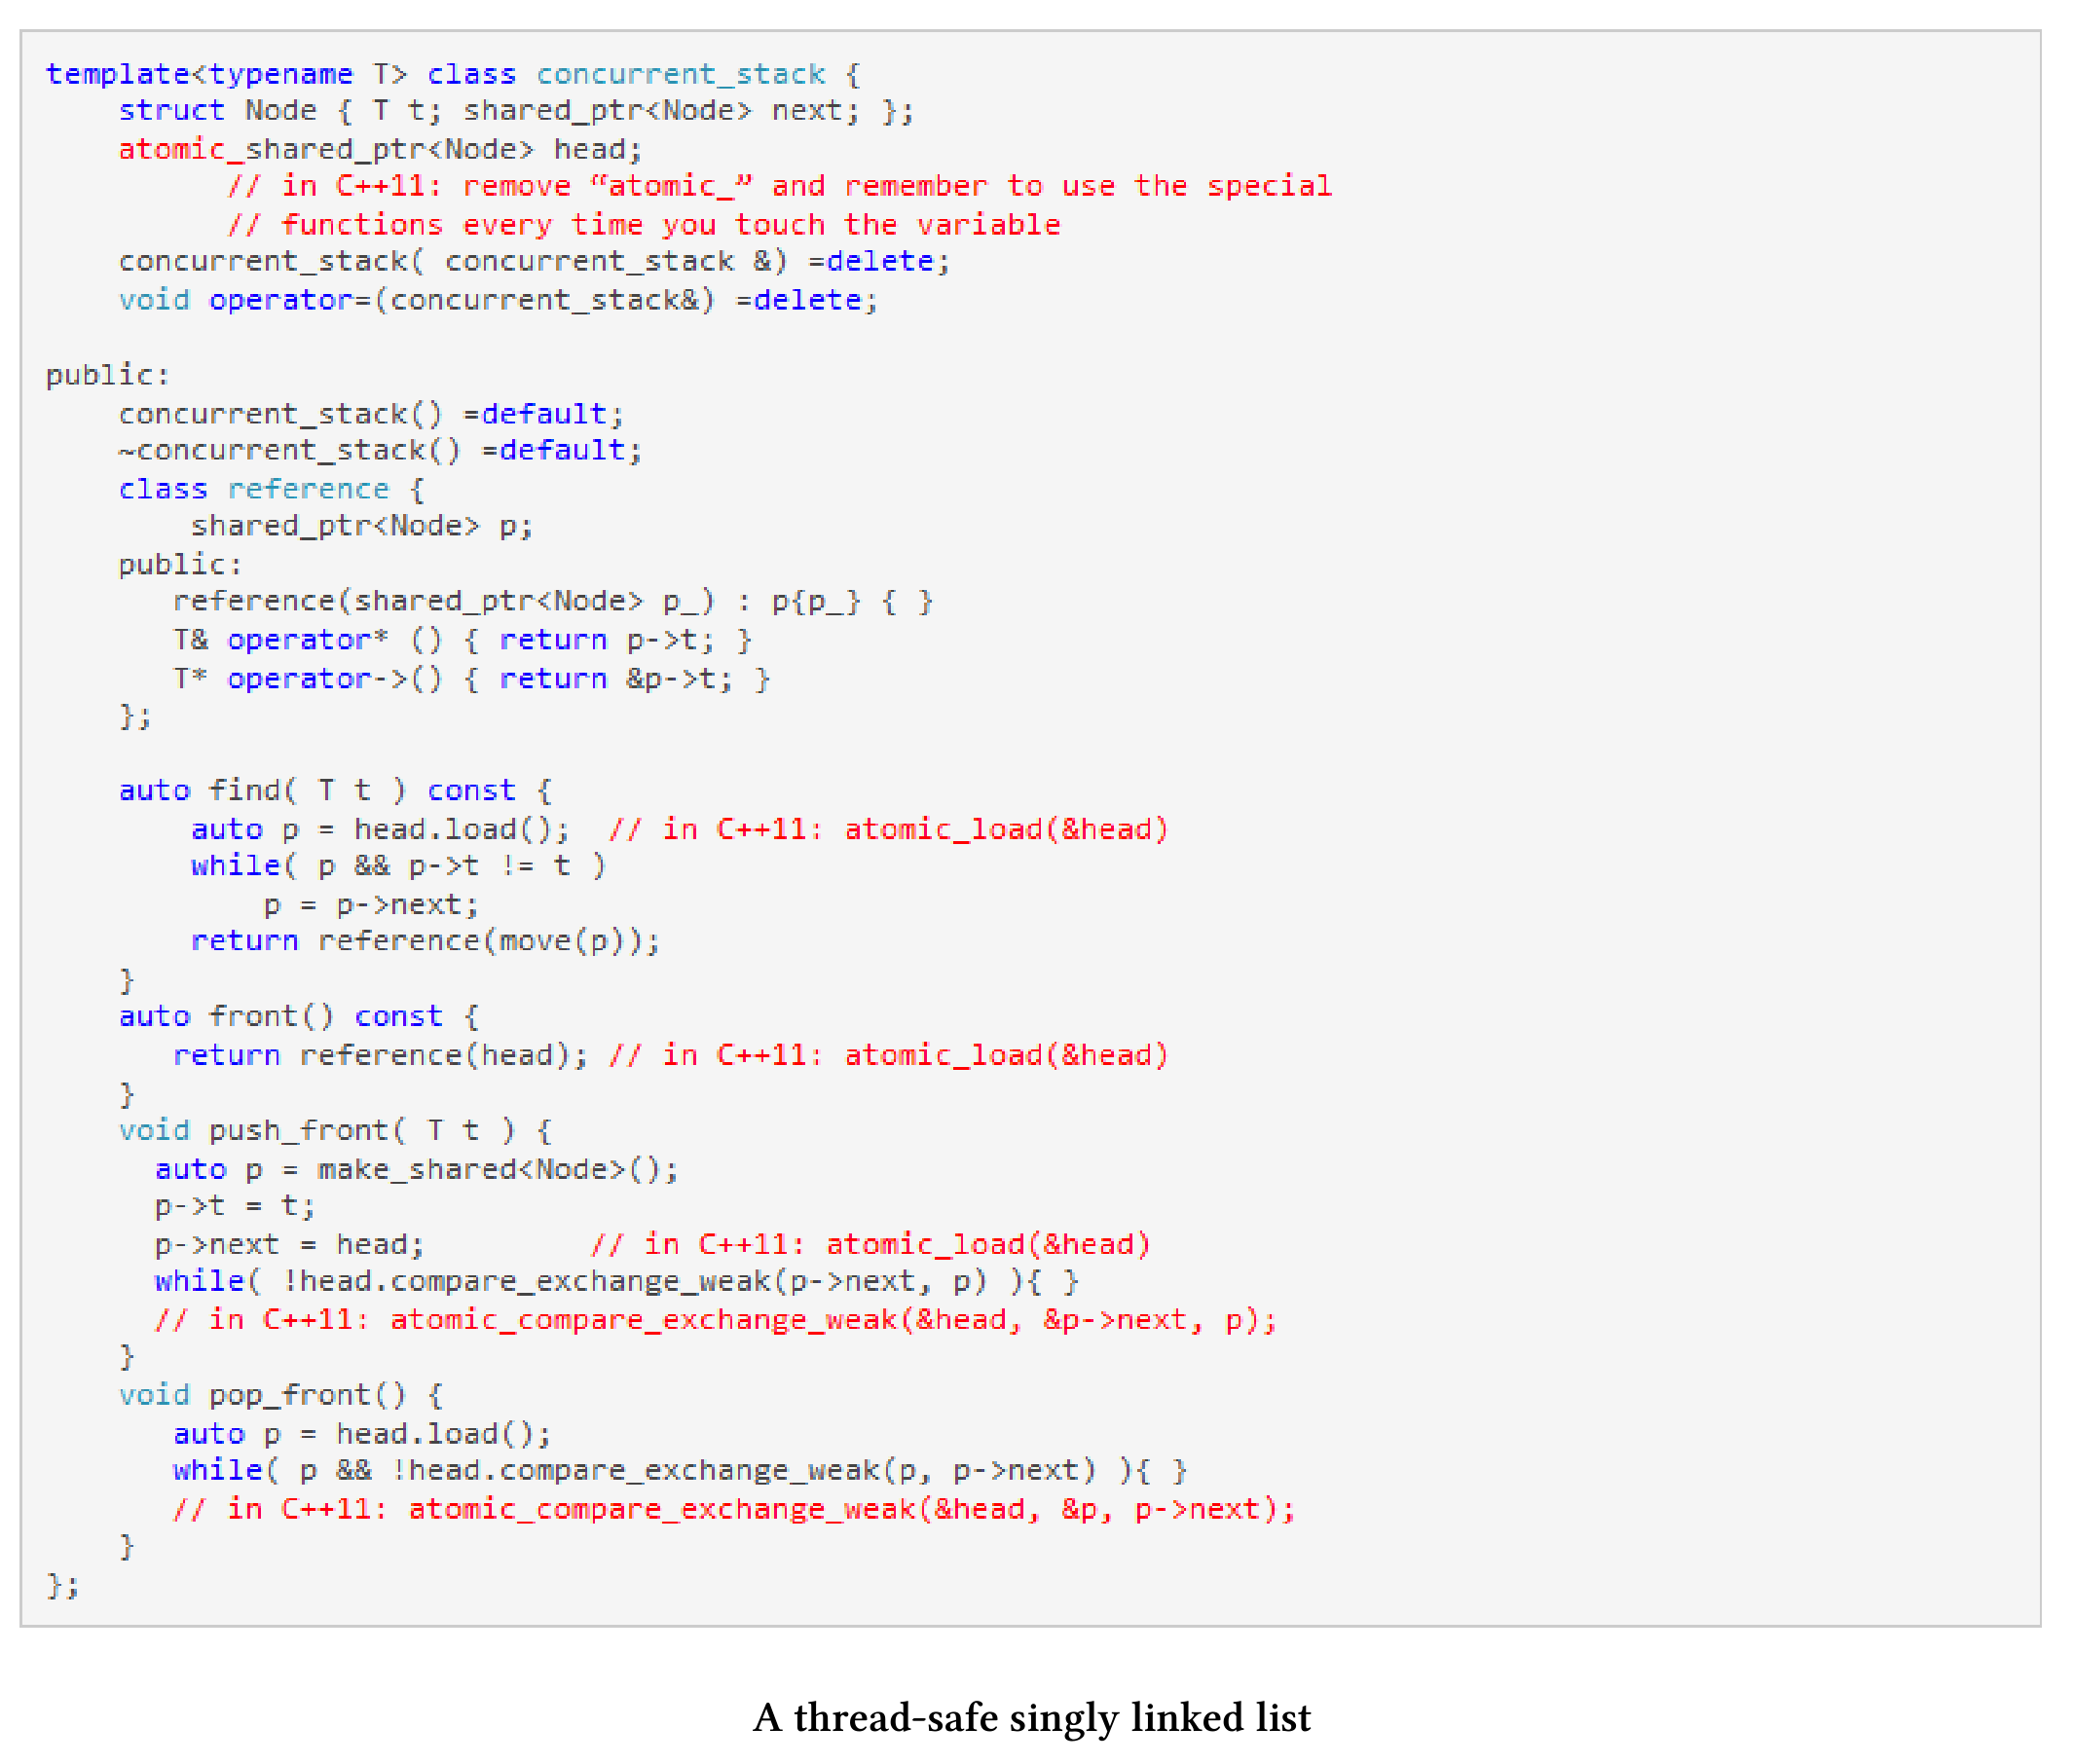 template<typename T> class concurrent_stack {
    struct Node { T t; shared_ptr<Node> next; };
    atomic_shared_ptr<Node> head;
          // in C++11: remove “atomic_” and remember to use the special
          // functions every time you touch the variable
    concurrent_stack( concurrent_stack &) =delete;
    void operator=(concurrent_stack&) =delete;

public:
    concurrent_stack() =default;
    ~concurrent_stack() =default;
    class reference {
        shared_ptr<Node> p;
    public:
       reference(shared_ptr<Node> p_) : p{p_} { }
       T& operator* () { return p->t; }
       T* operator->() { return &p->t; }
    };

    auto find( T t ) const {
        auto p = head.load();  // in C++11: atomic_load(&head)
        while( p && p->t != t )
            p = p->next;
        return reference(move(p));
    }
    auto front() const {
       return reference(head); // in C++11: atomic_load(&head)
    }
    void push_front( T t ) {
      auto p = make_shared<Node>();
      p->t = t;
      p->next = head;         // in C++11: atomic_load(&head)
      while( !head.compare_exchange_weak(p->next, p) ){ }
      // in C++11: atomic_compare_exchange_weak(&head, &p->next, p);
    }
    void pop_front() {
       auto p = head.load();
       while( p && !head.compare_exchange_weak(p, p->next) ){ }
       // in C++11: atomic_compare_exchange_weak(&head, &p, p->next);
    }
};
A thread-safe singly linked list